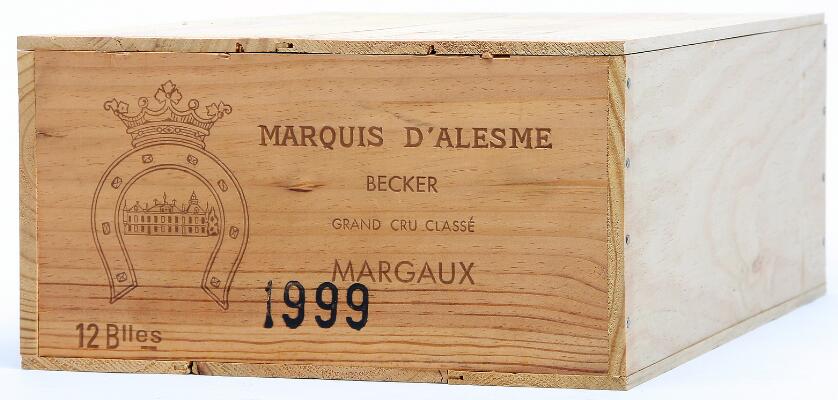 MARQUIS D'ALESME
BECKER
GRAND CRU CLASSÉ
MARGAUX
1999
12 Blles